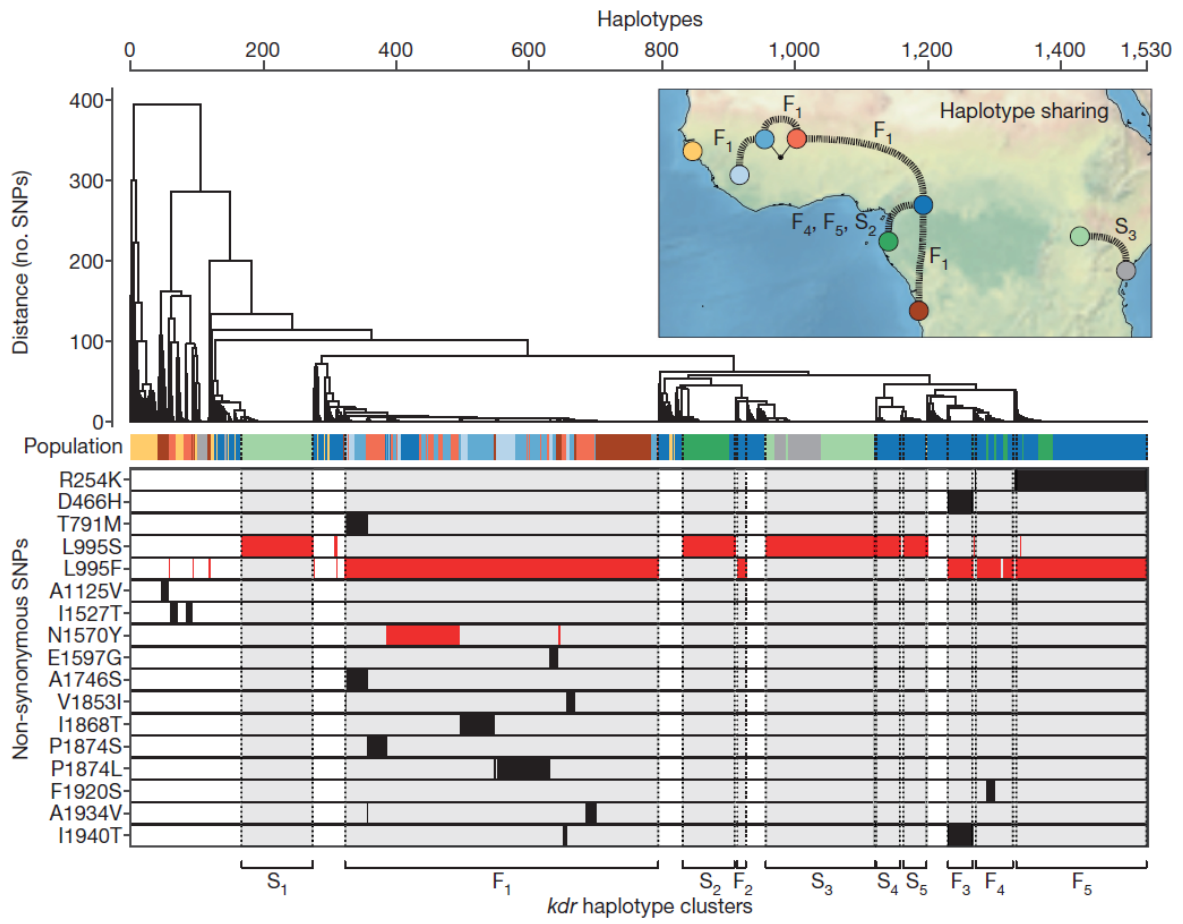 Haplotypes
0 200 400 600 800 1,000 1,200 1,400 1,530
Distance (no. SNPs)
400
300
200
100
0
Haplotype sharing
F1
F1
F1
F4, F5, S2
F1
S3
Population
Non-synonymous SNPs
R254K
D466H
T791M
L995S
L995F
A1125V
I1527T
N1570Y
E1597G
A1746S
V1853I
I1868T
P1874S
P1874L
F1920S
A1934V
I1940T
S1 F1 S2 F2 S3 S4 S5 F3 F4 F5
kdr haplotype clusters